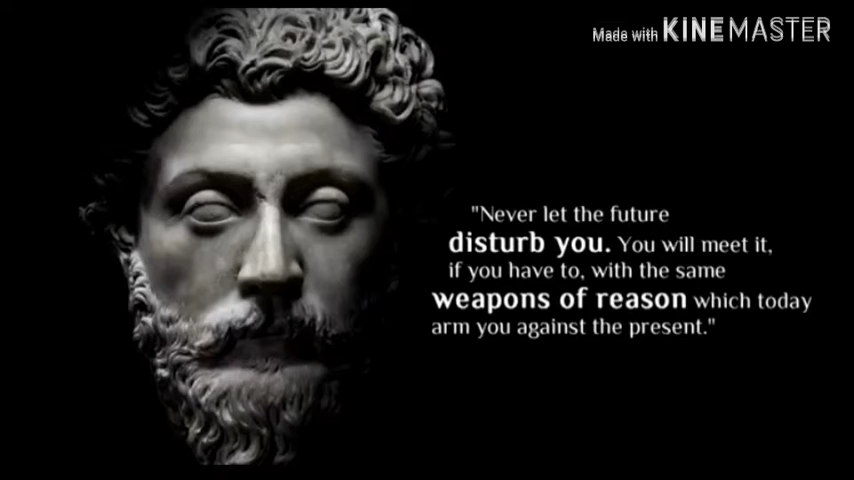 Made with KINEMASTER
"Never let the future
disturb you. You will meet it,
if you have to, with the same
weapons of reason which today
arm you against the present."